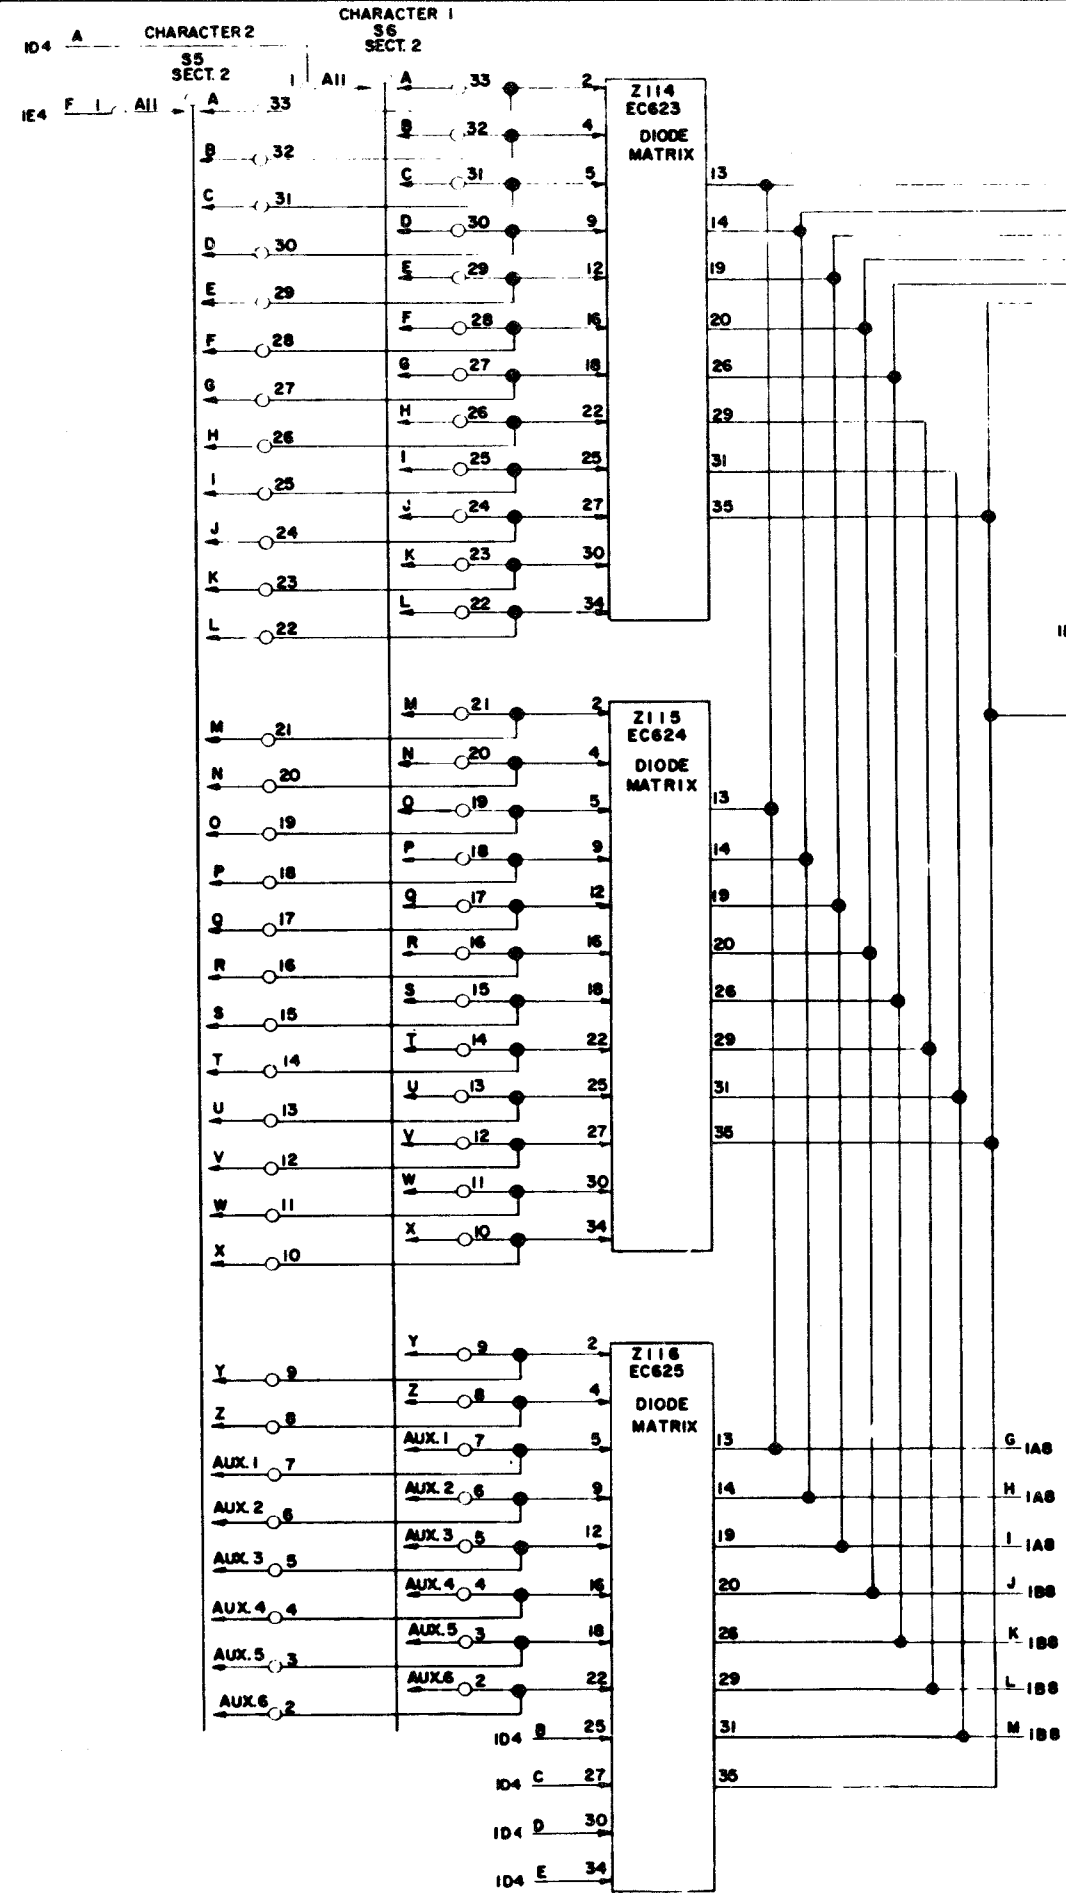 CHARACTER 1
S6
SECT. 2
CHARACTER 2
S5
SECT. 2
1D4 A
1 A11
1E4 F 1 A11
A 33 2
A 33
B 32 4
B 32
C 31 5
C 31
D 30 9
D 30
E 29 12
E 29
F 28 16
F 28
G 27 18
G 27
H 26 22
H 26
I 25 25
I 25
J 24 27
J 24
K 23 30
K 23
L 22 34
L 22
Z114
EC623
DIODE
MATRIX
13
14
19
20
26
29
31
35
M 21 2
M 21
N 20 4
N 20
O 19 5
O 19
P 18 9
P 18
Q 17 12
Q 17
R 16 16
R 16
S 15 18
S 15
T 14 22
T 14
U 13 25
U 13
V 12 27
V 12
W 11 30
W 11
X 10 34
X 10
Z115
EC624
DIODE
MATRIX
13
14
19
20
26
29
31
35
Y 9 2
Y 9
Z 8 4
Z 8
AUX. 1 7 5
AUX. 1 7
AUX. 2 6 9
AUX. 2 6
AUX. 3 5 12
AUX. 3 5
AUX. 4 4 16
AUX. 4 4
AUX. 5 3 18
AUX. 5 3
AUX. 6 2 22
AUX. 6 2
1D4 B 25
1D4 C 27
1D4 D 30
1D4 E 34
Z116
EC625
DIODE
MATRIX
13 G 1A8
14 H 1A8
19 I 1A8
20 J 1B8
26 K 1B8
29 L 1B8
31 M 1B8
35